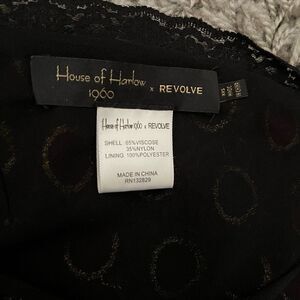 House of Harlow
1960 x REVOLVE
House of Harlow 1960 x REVOLVE
SHELL: 65%VISCOSE
35%NYLON
LINING: 100%POLYESTER
MADE IN CHINA
RN132829